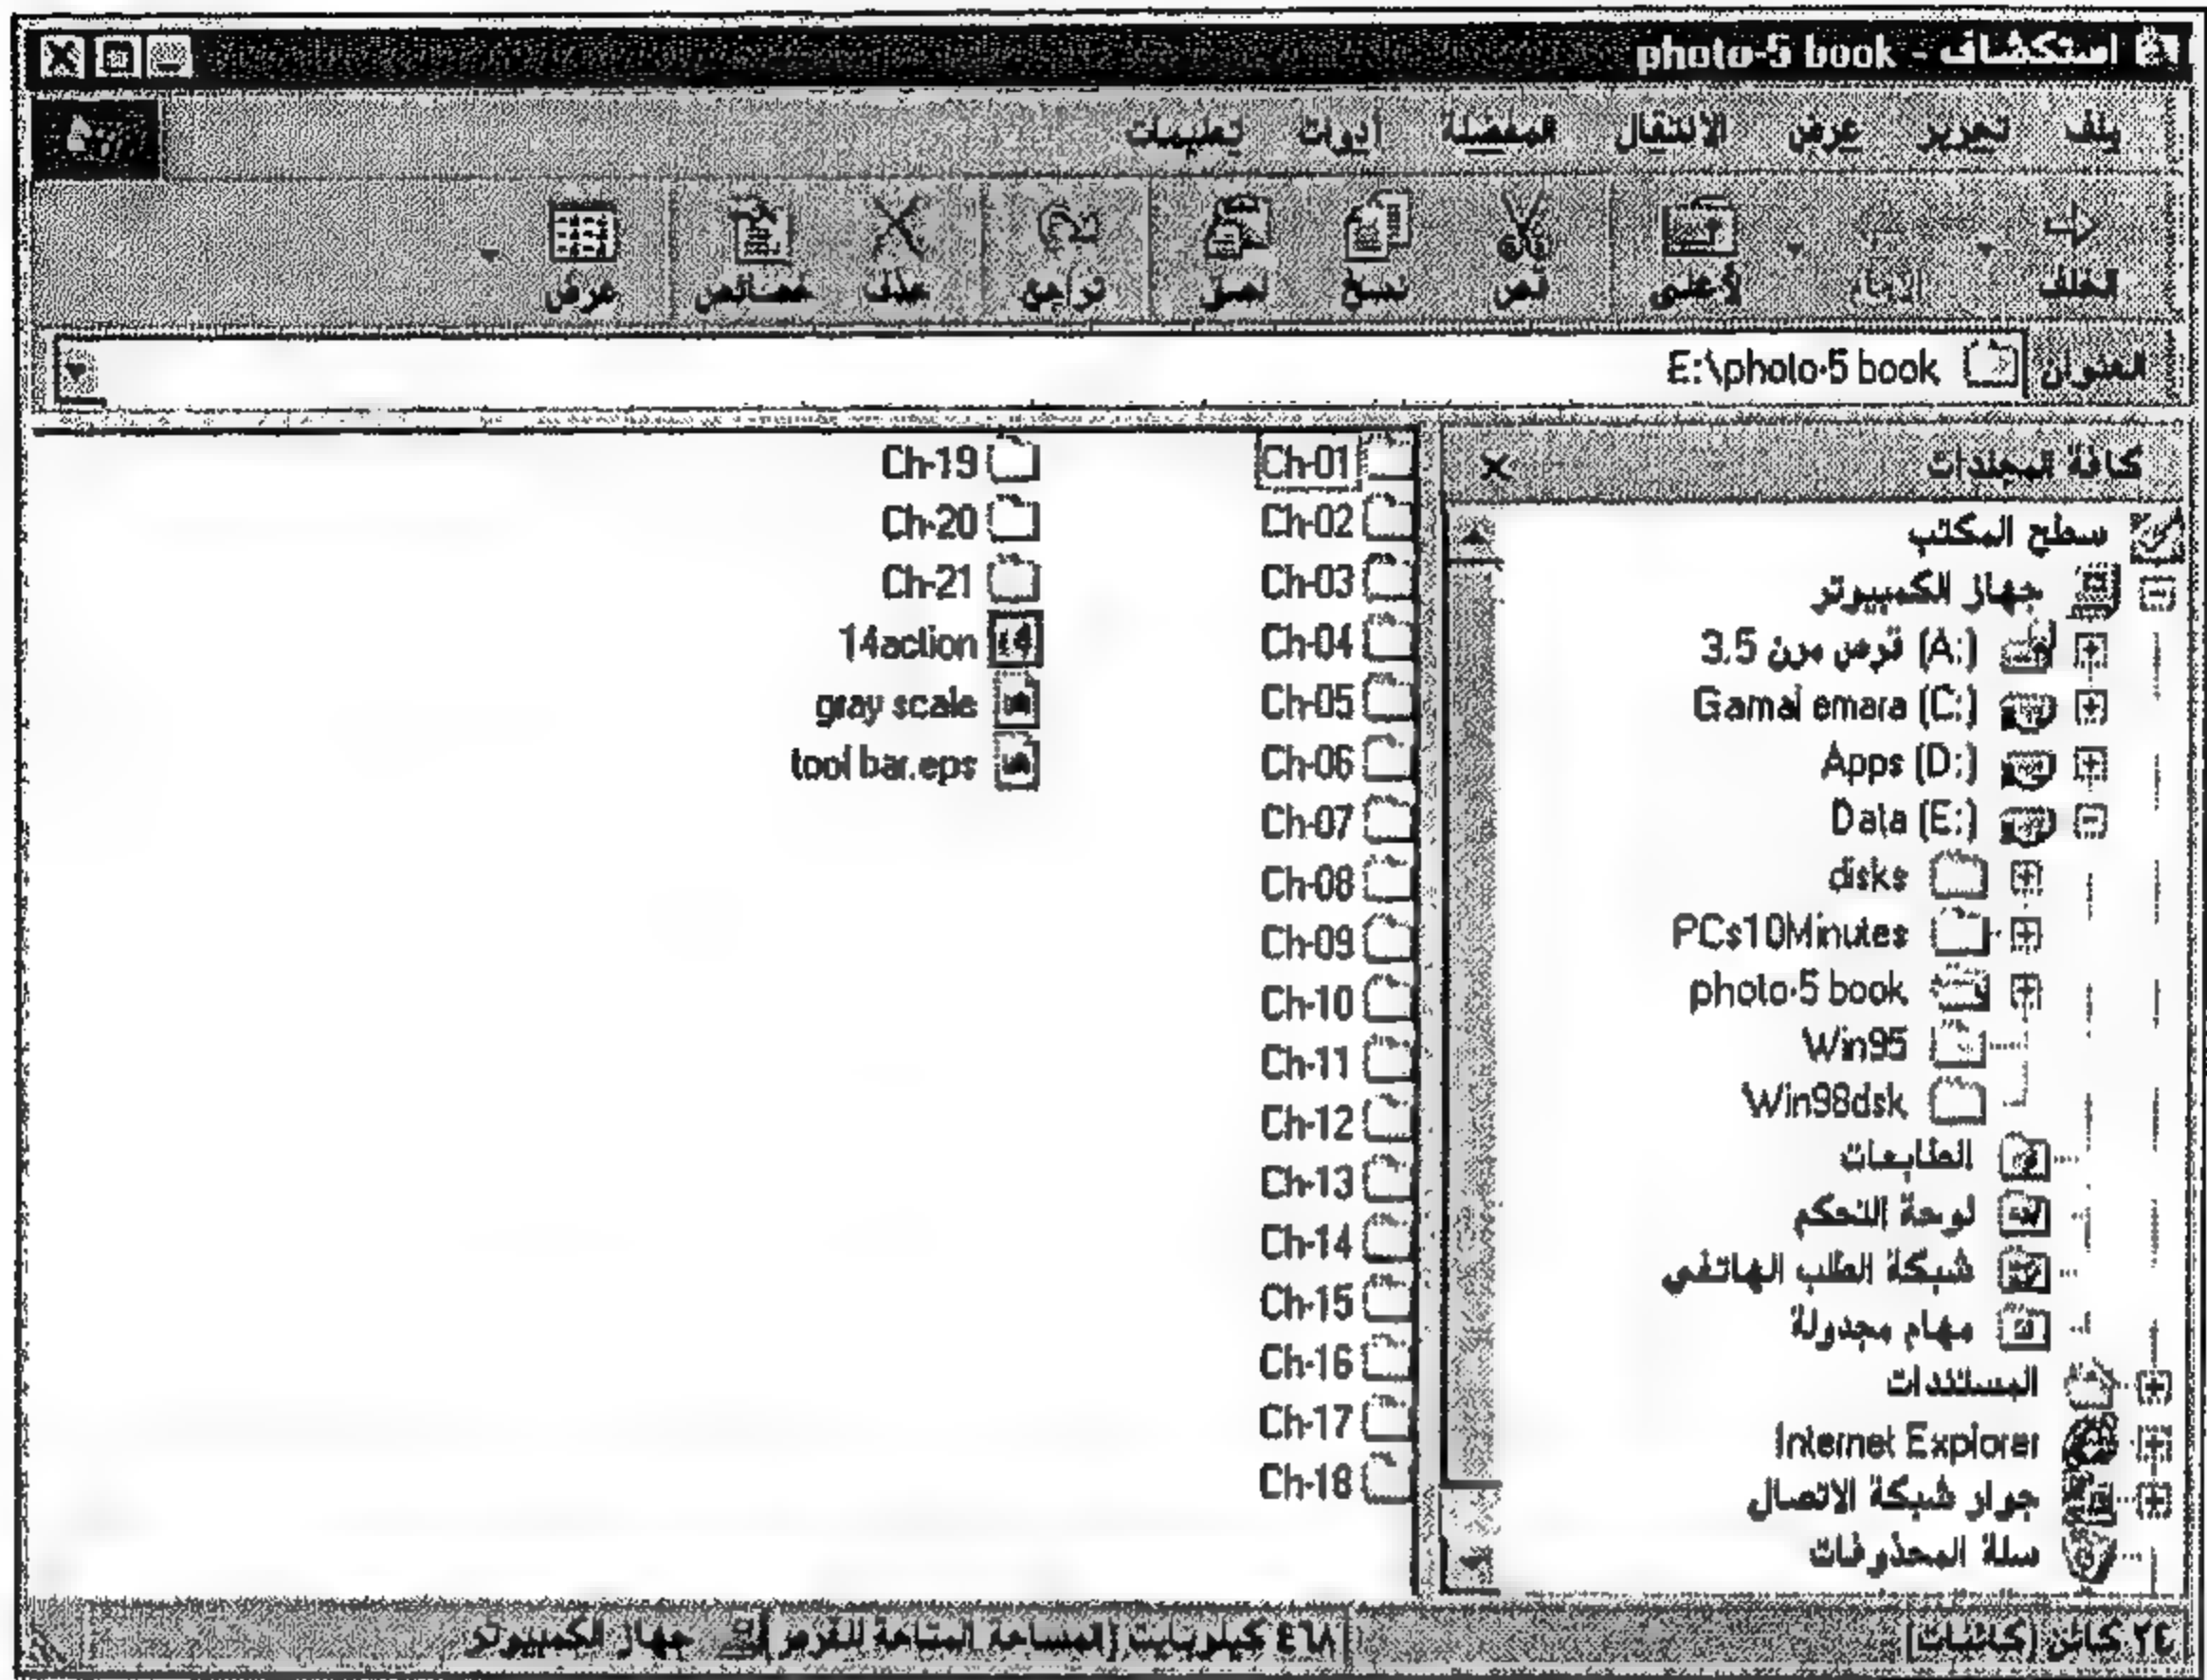 استكشاف - photo-5 book
ملف تحرير عرض الانتقال المفضلة أدوات تعليمات
الخلف الأمام لأعلى قص نسخ لصق تراجع حذف خصائص عرض
العنوان E:\photo-5 book
كافة المجلدات
سطح المكتب
جهاز الكمبيوتر
قرص مرن 3.5 (A:)
Gamal emara (C:)
Apps (D:)
Data (E:)
disks
PCs10Minutes
photo-5 book
Win95
Win98dsk
الطابعات
لوحة التحكم
شبكة الطلب الهاتفي
مهام مجدولة
المستندات
Internet Explorer
جوار شبكة الاتصال
سلة المحذوفات
Ch-01
Ch-02
Ch-03
Ch-04
Ch-05
Ch-06
Ch-07
Ch-08
Ch-09
Ch-10
Ch-11
Ch-12
Ch-13
Ch-14
Ch-15
Ch-16
Ch-17
Ch-18
Ch-19
Ch-20
Ch-21
14action
gray scale
tool bar.eps
٢٤ كائن (كائنات)
٤٦٨ كيلوبايت (المساحة المتاحة للقرص
جهاز الكمبيوتر